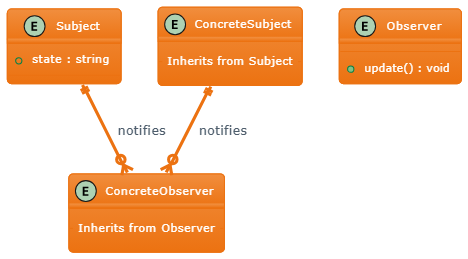 E Subject
state : string
E ConcreteSubject
Inherits from Subject
E Observer
update() : void
notifies
notifies
E ConcreteObserver
Inherits from Observer